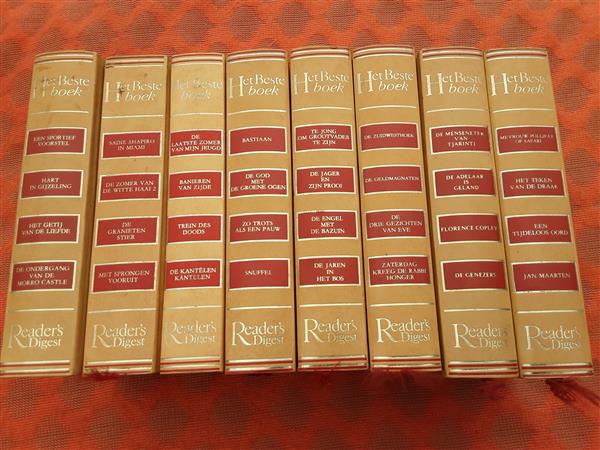 Het Beste
boek
EEN SPORTIEF
VOORSTEL
HART
IN GIJZELING
HET GETIJ
VAN DE LIEFDE
DE ONDERGANG
VAN DE
MORRO CASTLE
Reader's
Digest
Het Beste
boek
SADIE SHAPIRO
IN MIAMI
DE ZOMER VAN
DE WITTE HAAI 2
DE
GRANIETEN
STIER
MET SPRONGEN
VOORUIT
Reader's
Digest
Het Beste
boek
DE
LAATSTE ZOMER
VAN MIJN JEUGD
BANIEREN
VAN ZIJDE
TREIN DES
DOODS
DE KANTELEN
KANTELEN
Reader's
Digest
Het Beste
boek
BASTIAAN
DE GOD
MET
DE GROENE OGEN
ZO TROTS
ALS EEN PAUW
SNUFFEL
Reader's
Digest
Het Beste
boek
TE JONG
OM GROOTVADER
TE ZIJN
DE JAGER
EN
ZIJN PROOI
DE ENGEL
MET DE
BAZUIN
DE JAREN
IN
HET BOS
Reader's
Digest
Het Beste
boek
DE ZUIDWESTHOEK
DE GELDMAGNATEN
DE
DRIE GEZICHTEN
VAN EVE
ZATERDAG
KREEG DE RABBI
HONGER
Reader's
Digest
Het Beste
boek
DE MENSENETER
VAN
TJARINTI
DE ADELAAR
IS
GELAND
FLORENCE COPLEY
DE GENEZERS
Reader's
Digest
Het Beste
boek
MEVROUW POLLIFAX
OP SAFARI
HET TEKEN
VAN DE DRAAK
EEN
TIJDELOOS OORD
JAN MAARTEN
Reader's
Digest